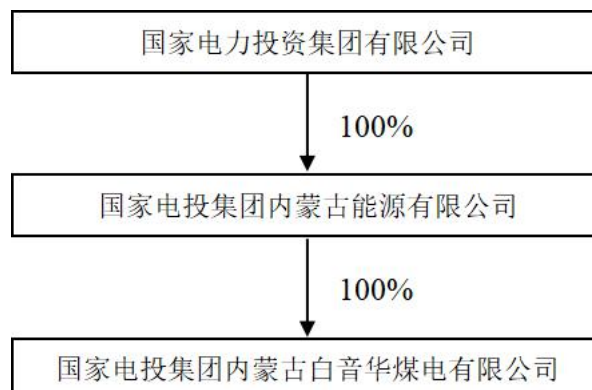 国家电力投资集团有限公司
100%
国家电投集团内蒙古能源有限公司
100%
国家电投集团内蒙古白音华煤电有限公司